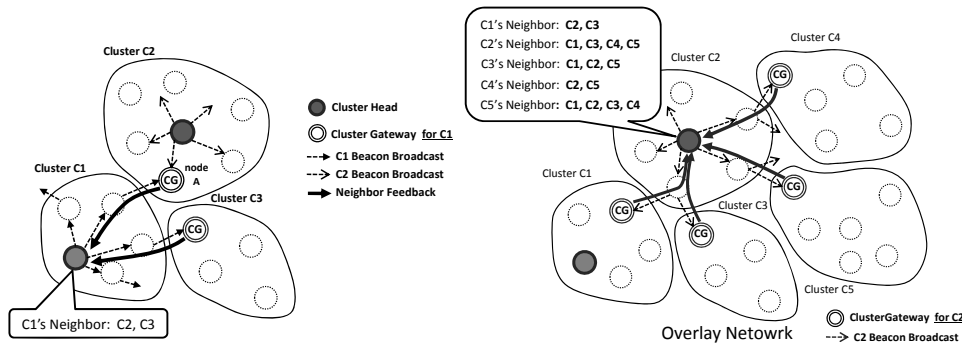 Cluster C2
Cluster C1
CG
node
A
Cluster C3
CG
C1's Neighbor: C2, C3
Cluster Head
Cluster Gateway for C1
C1 Beacon Broadcast
C2 Beacon Broadcast
Neighbor Feedback
C1's Neighbor: C2, C3
C2's Neighbor: C1, C3, C4, C5
C3's Neighbor: C1, C2, C5
C4's Neighbor: C2, C5
C5's Neighbor: C1, C2, C3, C4
Cluster C4
Cluster C2
CG
Cluster C1
CG
CG
Cluster C3
CG
Cluster C5
Overlay Netowrk
ClusterGateway for C2
C2 Beacon Broadcast